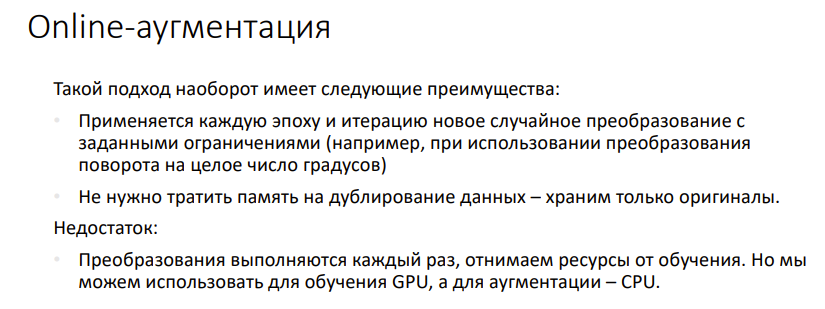 Online-аугментация
Такой подход наоборот имеет следующие преимущества:
• Применяется каждую эпоху и итерацию новое случайное преобразование с
заданными ограничениями (например, при использовании преобразования
поворота на целое число градусов)
• Не нужно тратить память на дублирование данных – храним только оригиналы.
Недостаток:
• Преобразования выполняются каждый раз, отнимаем ресурсы от обучения. Но мы
можем использовать для обучения GPU, а для аугментации – CPU.